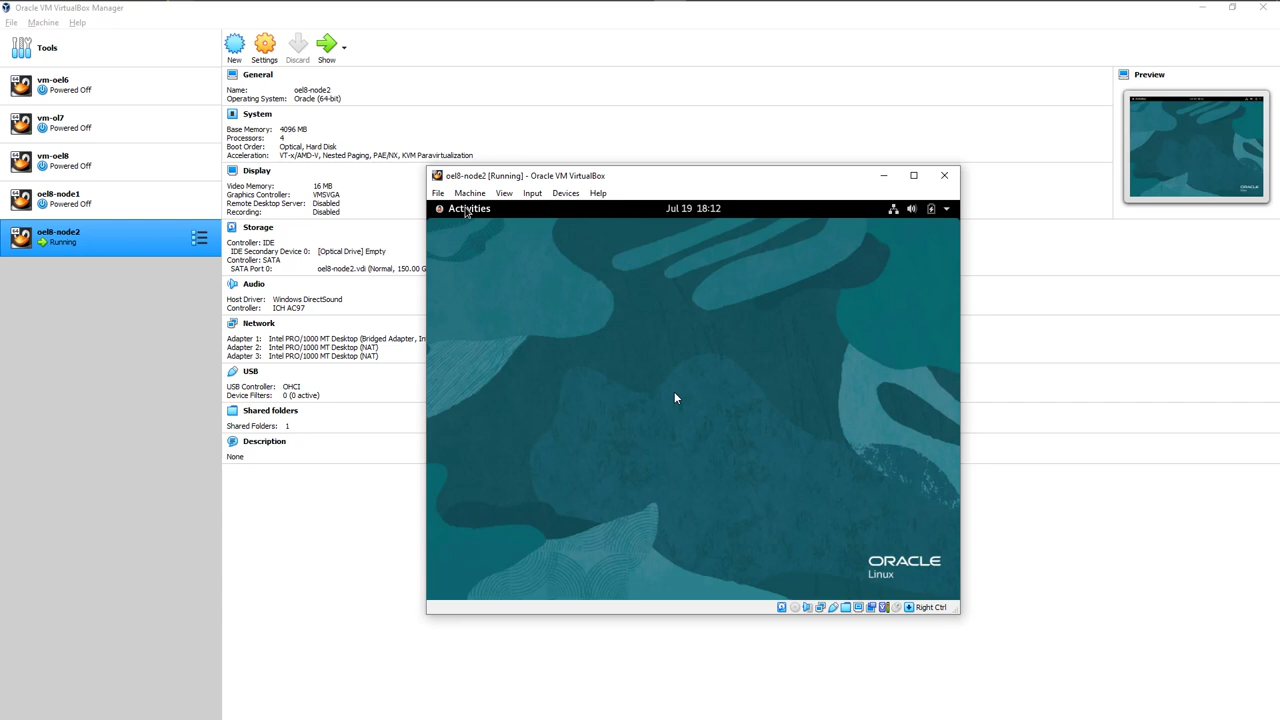 Oracle VM VirtualBox Manager
File Machine Help
Tools
New Settings Discard Show
vm-oel6
Powered Off
vm-ol7
Powered Off
vm-oel8
Powered Off
oel8-node1
Powered Off
oel8-node2
Running
General
Name: oel8-node2
Operating System: Oracle (64-bit)
System
Base Memory: 4096 MB
Processors: 4
Boot Order: Optical, Hard Disk
Acceleration: VT-x/AMD-V, Nested Paging, PAE/NX, KVM Paravirtualization
Display
Video Memory: 16 MB
Graphics Controller: VMSVGA
Remote Desktop Server: Disabled
Recording: Disabled
Storage
Controller: IDE
IDE Secondary Device 0: [Optical Drive] Empty
Controller: SATA
SATA Port 0: oel8-node2.vdi (Normal, 150.00 G
Audio
Host Driver: Windows DirectSound
Controller: ICH AC97
Network
Adapter 1: Intel PRO/1000 MT Desktop (Bridged Adapter, In
Adapter 2: Intel PRO/1000 MT Desktop (NAT)
Adapter 3: Intel PRO/1000 MT Desktop (NAT)
USB
USB Controller: OHCI
Device Filters: 0 (0 active)
Shared folders
Shared Folders: 1
Description
None
Preview
oel8-node2 [Running] - Oracle VM VirtualBox
File Machine View Input Devices Help
Activities Jul 19 18:12
ORACLE
Linux
Right Ctrl